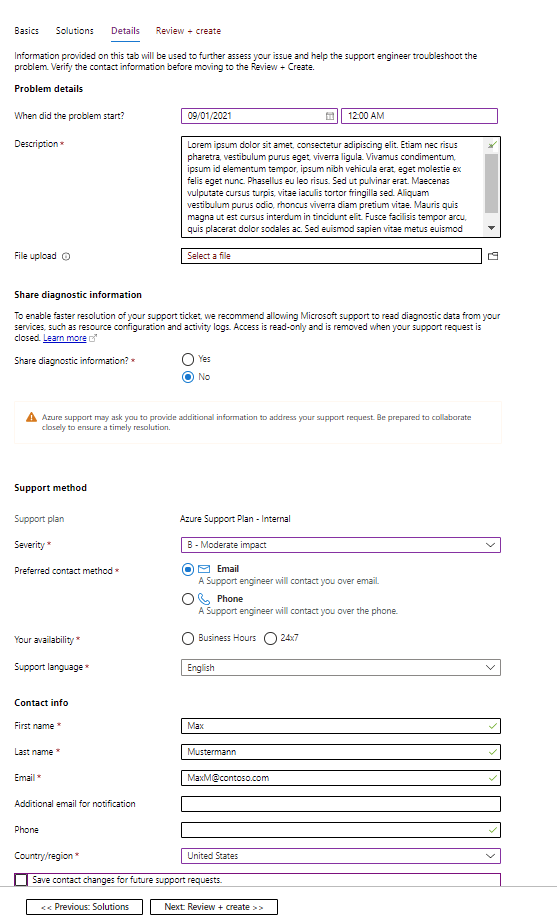 Basics Solutions Details Review + create
Information provided on this tab will be used to further assess your issue and help the support engineer troubleshoot the
problem. Verify the contact information before moving to the Review + Create.
Problem details
When did the problem start? 09/01/2021 12:00 AM
Description * Lorem ipsum dolor sit amet, consectetur adipiscing elit. Etiam nec risus
pharetra, vestibulum purus eget, viverra ligula. Vivamus condimentum,
ipsum id elementum tempor, ipsum nibh vehicula erat, eget molestie ex
felis eget nunc. Phasellus eu leo risus. Sed ut pulvinar erat. Maecenas
vulputate cursus turpis, vitae iaculis tortor fringilla sed. Aliquam
vestibulum purus odio, rhoncus viverra diam pretium vitae. Mauris quis
magna ut est cursus interdum in tincidunt elit. Fusce facilisis tempor arcu,
quis placerat dolor sodales ac. Sed euismod sapien vitae metus euismod
File upload Select a file
Share diagnostic information
To enable faster resolution of your support ticket, we recommend allowing Microsoft support to read diagnostic data from your
services, such as resource configuration and activity logs. Access is read-only and is removed when your support request is
closed. Learn more
Share diagnostic information? * Yes
No
Azure support may ask you to provide additional information to address your support request. Be prepared to collaborate
closely to ensure a timely resolution.
Support method
Support plan Azure Support Plan - Internal
Severity * B - Moderate impact
Preferred contact method * Email
A Support engineer will contact you over email.
Phone
A Support engineer will contact you over the phone.
Your availability * Business Hours 24x7
Support language * English
Contact info
First name * Max
Last name * Mustermann
Email * MaxM@contoso.com
Additional email for notification
Phone
Country/region * United States
Save contact changes for future support requests.
<< Previous: Solutions Next: Review + create >>